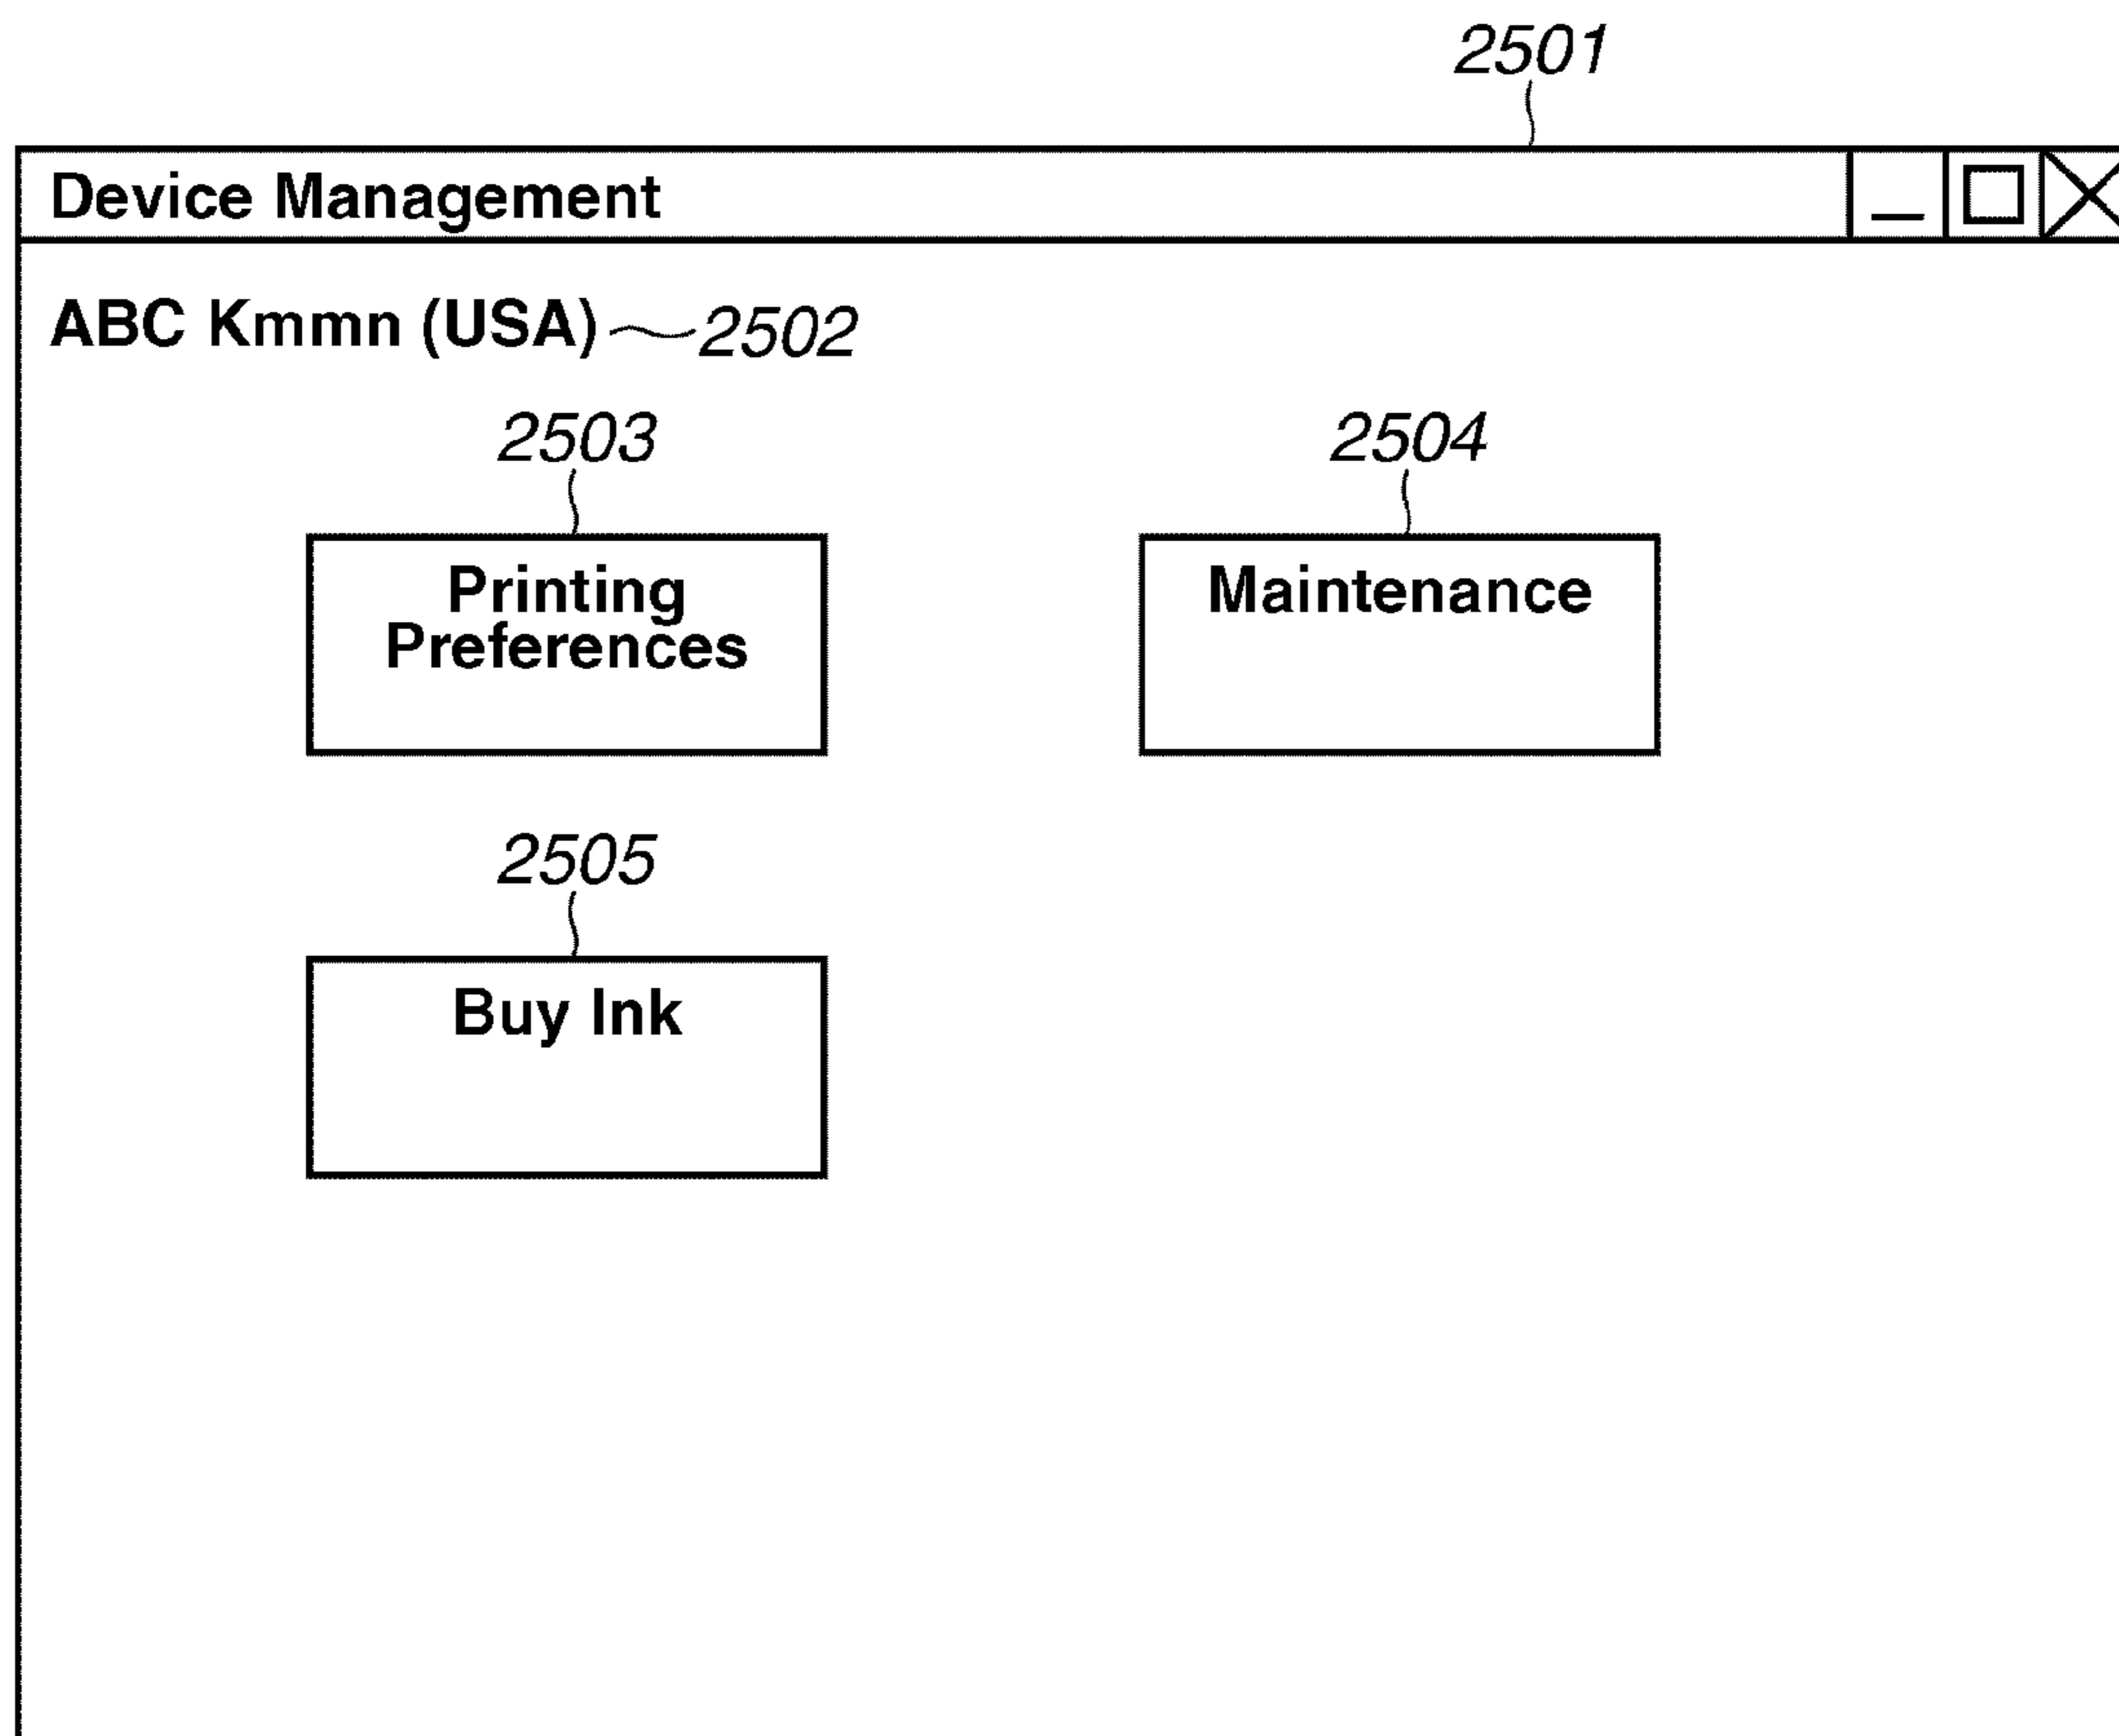 2501
Device Management
ABC Kmmn (USA) 2502
2503 2504
Printing
Preferences
Maintenance
2505
Buy Ink